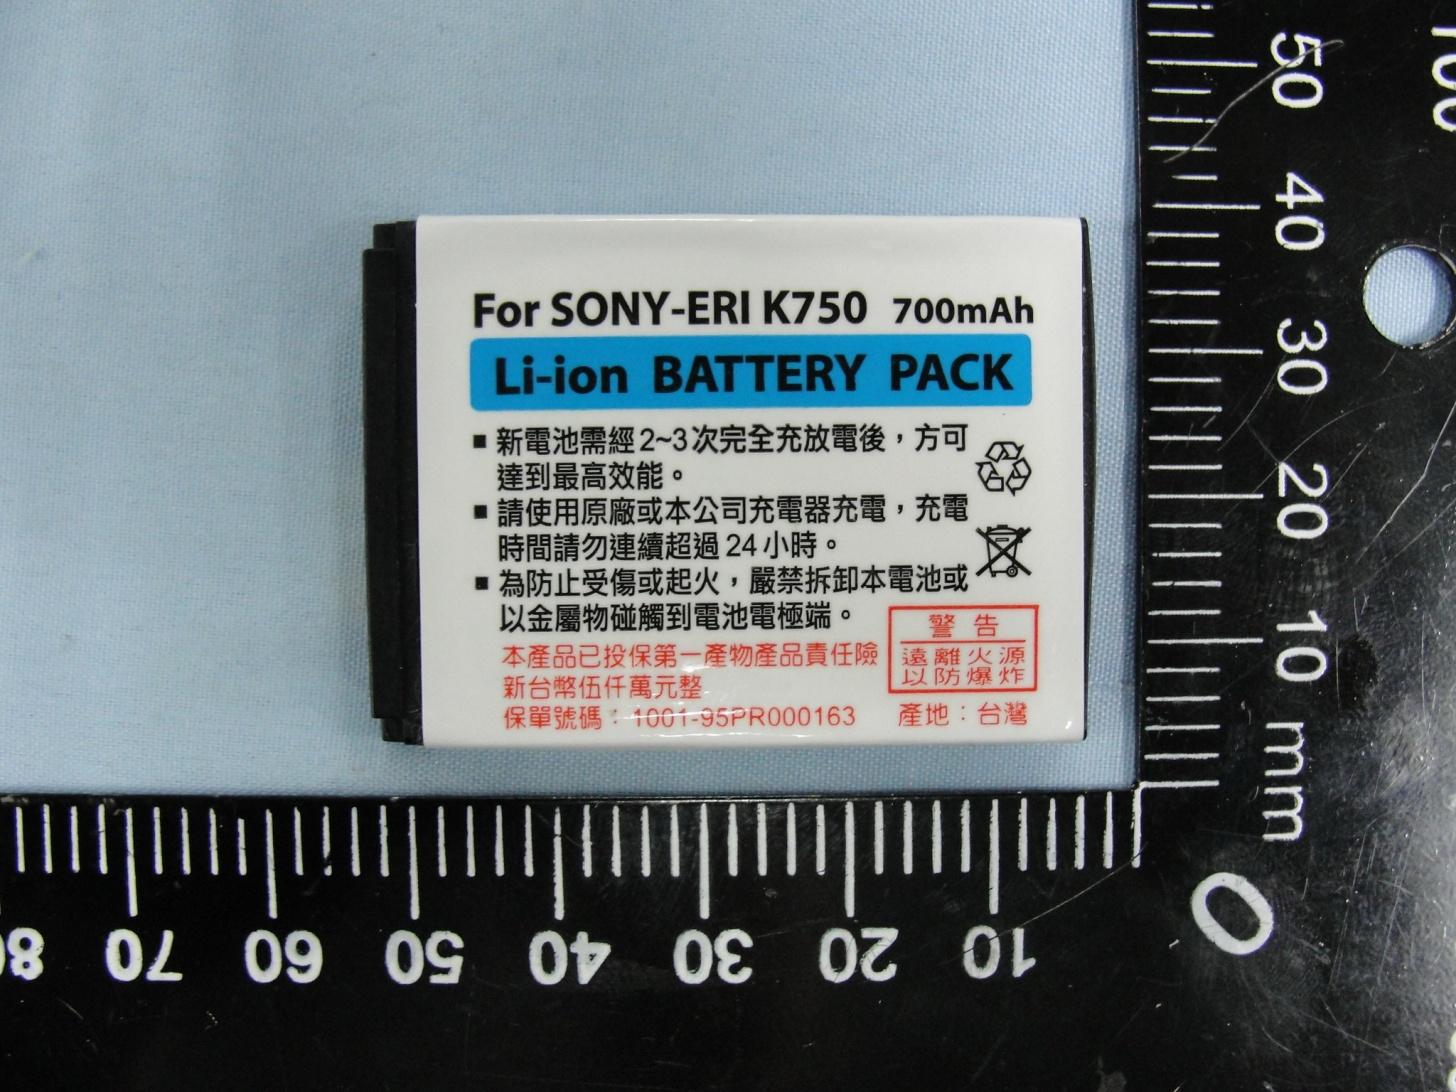 For SONY-ERI K750 700mAh
Li-ion BATTERY PACK
▪ 新電池需經2~3次完全充放電後，方可
達到最高效能。
▪ 請使用原廠或本公司充電器充電，充電
時間請勿連續超過24小時。
▪ 為防止受傷或起火，嚴禁拆卸本電池或
以金屬物碰觸到電池電極端。
本產品已投保第一產物產品責任險
新台幣伍仟萬元整
保單號碼：1001-95PR000163
警告
遠離火源
以防爆炸
產地：台灣
100
50
40
30
20
10
mm
0
80
70
60
50
40
30
20
10